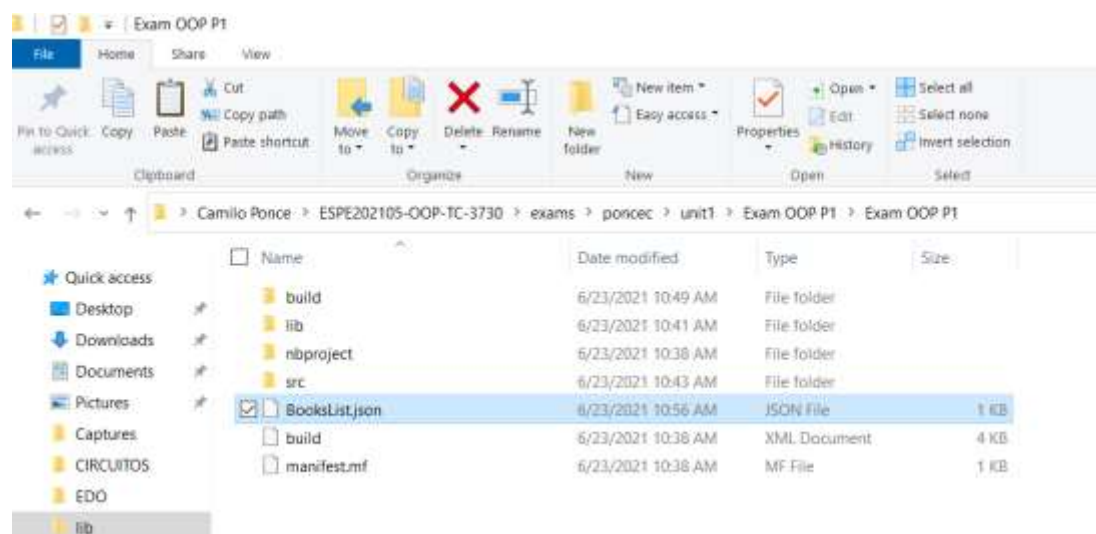 Exam OOP P1
File Home Share View
Pin to Quick access
Copy
Paste
Cut
Copy path
Paste shortcut
Move to
Copy to
Delete
Rename
New folder
New item
Easy access
Properties
Open
Edit
History
Select all
Select none
Invert selection
Clipboard Organize New Open Select
Camilo Ponce > ESPE202105-OOP-TC-3730 > exams > poncec > unit1 > Exam OOP P1 > Exam OOP P1
Name Date modified Type Size
Quick access
Desktop
Downloads
Documents
Pictures
Captures
CIRCUITOS
EDO
lib
build 6/23/2021 10:49 AM File folder
lib 6/23/2021 10:41 AM File folder
nbproject 6/23/2021 10:38 AM File folder
src 6/23/2021 10:43 AM File folder
BooksList.json 6/23/2021 10:56 AM JSON File 1 KB
build 6/23/2021 10:38 AM XML Document 4 KB
manifest.mf 6/23/2021 10:38 AM MF File 1 KB